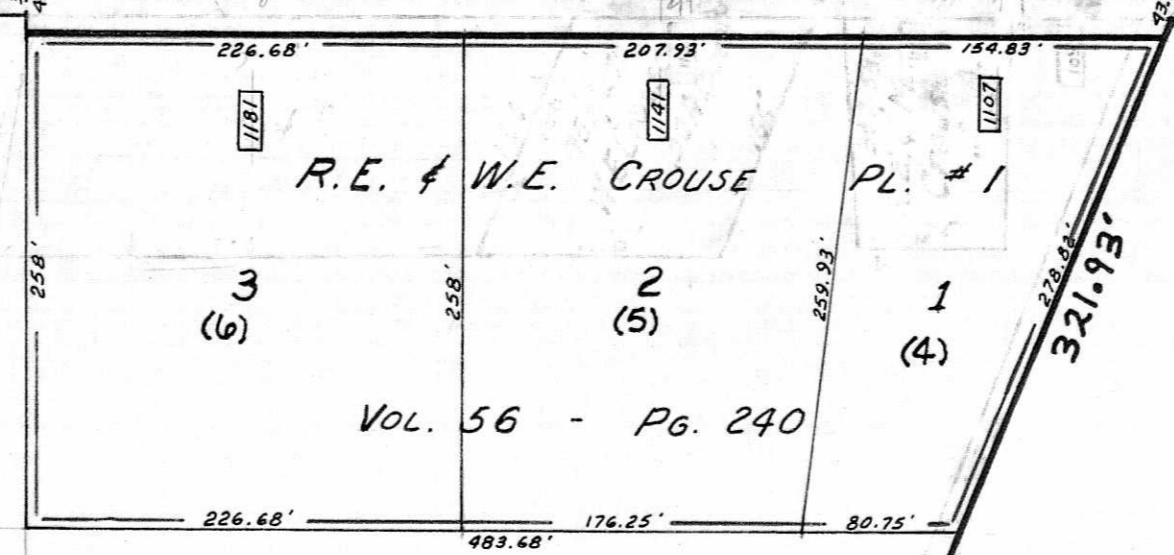 226.68' 207.93' 154.83'
1181 1141 1107
R.E. & W.E. CROUSE PL. # 1
258' 258' 259.93' 278.82' 321.93'
3 2 1
(6) (5) (4)
VOL. 56 - PG. 240
226.68' 176.25' 80.75'
483.68'